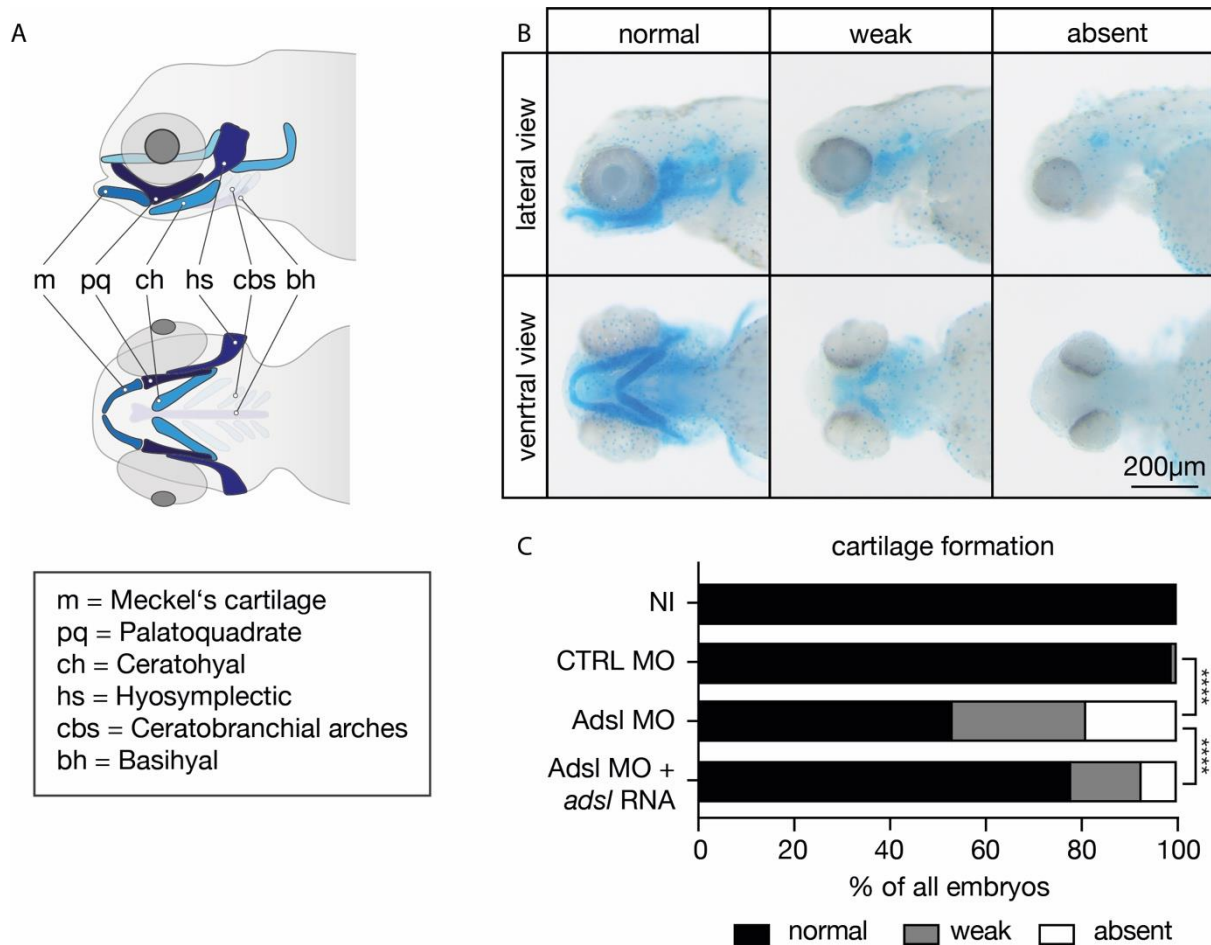 A
m pq ch hs cbs bh
m = Meckel‘s cartilage
pq = Palatoquadrate
ch = Ceratohyal
hs = Hyosymplectic
cbs = Ceratobranchial arches
bh = Basihyal
B
normal weak absent
lateral view
venrtral view
200µm
C
cartilage formation
NI
CTRL MO
Adsl MO
Adsl MO +
adsl RNA
****
****
0 20 40 60 80 100
% of all embryos
normal weak absent